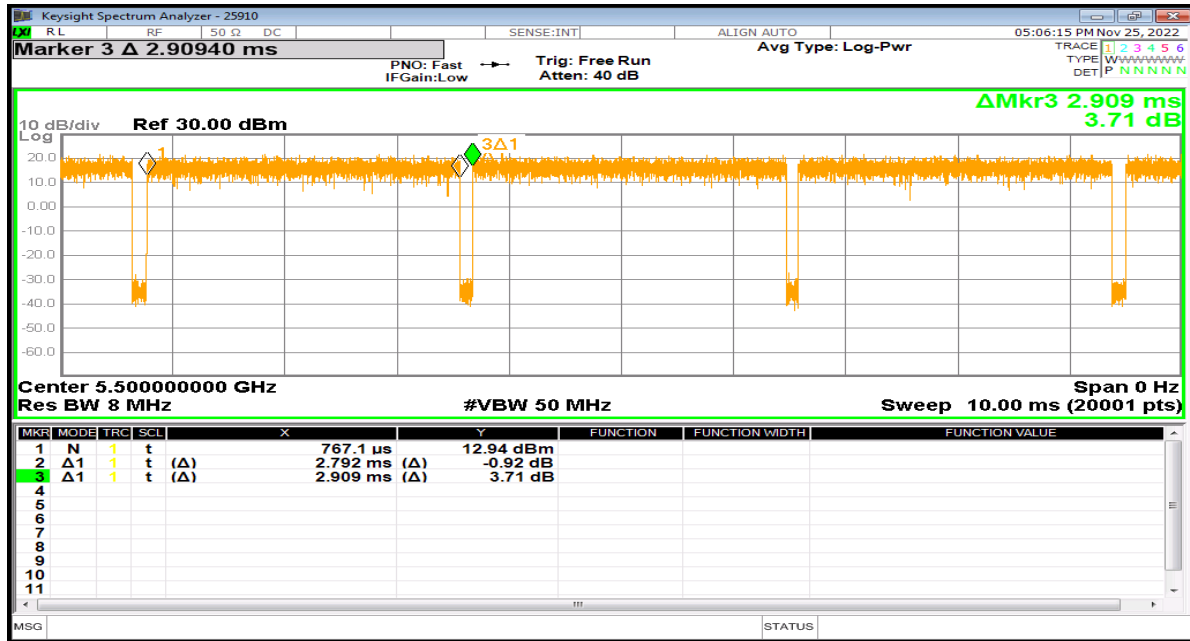 Keysight Spectrum Analyzer - 25910
LXI RL RF 50 Ω DC SENSE:INT ALIGN AUTO 05:06:15 PM Nov 25, 2022
Marker 3 Δ 2.90940 ms
PNO: Fast
IFGain:Low
Trig: Free Run
Atten: 40 dB
Avg Type: Log-Pwr
TRACE 1 2 3 4 5 6
TYPE WWWWWW
DET P N N N N N
ΔMkr3 2.909 ms
3.71 dB
10 dB/div Ref 30.00 dBm
Log
1
3Δ1
20.0
10.0
0.00
-10.0
-20.0
-30.0
-40.0
-50.0
-60.0
Center 5.500000000 GHz Span 0 Hz
Res BW 8 MHz #VBW 50 MHz Sweep 10.00 ms (20001 pts)
MKR MODE TRC SCL X Y FUNCTION FUNCTION WIDTH FUNCTION VALUE
1 N 1 t 767.1 µs 12.94 dBm
2 Δ1 1 t (Δ) 2.792 ms (Δ) -0.92 dB
3 Δ1 1 t (Δ) 2.909 ms (Δ) 3.71 dB
4
5
6
7
8
9
10
11
MSG STATUS